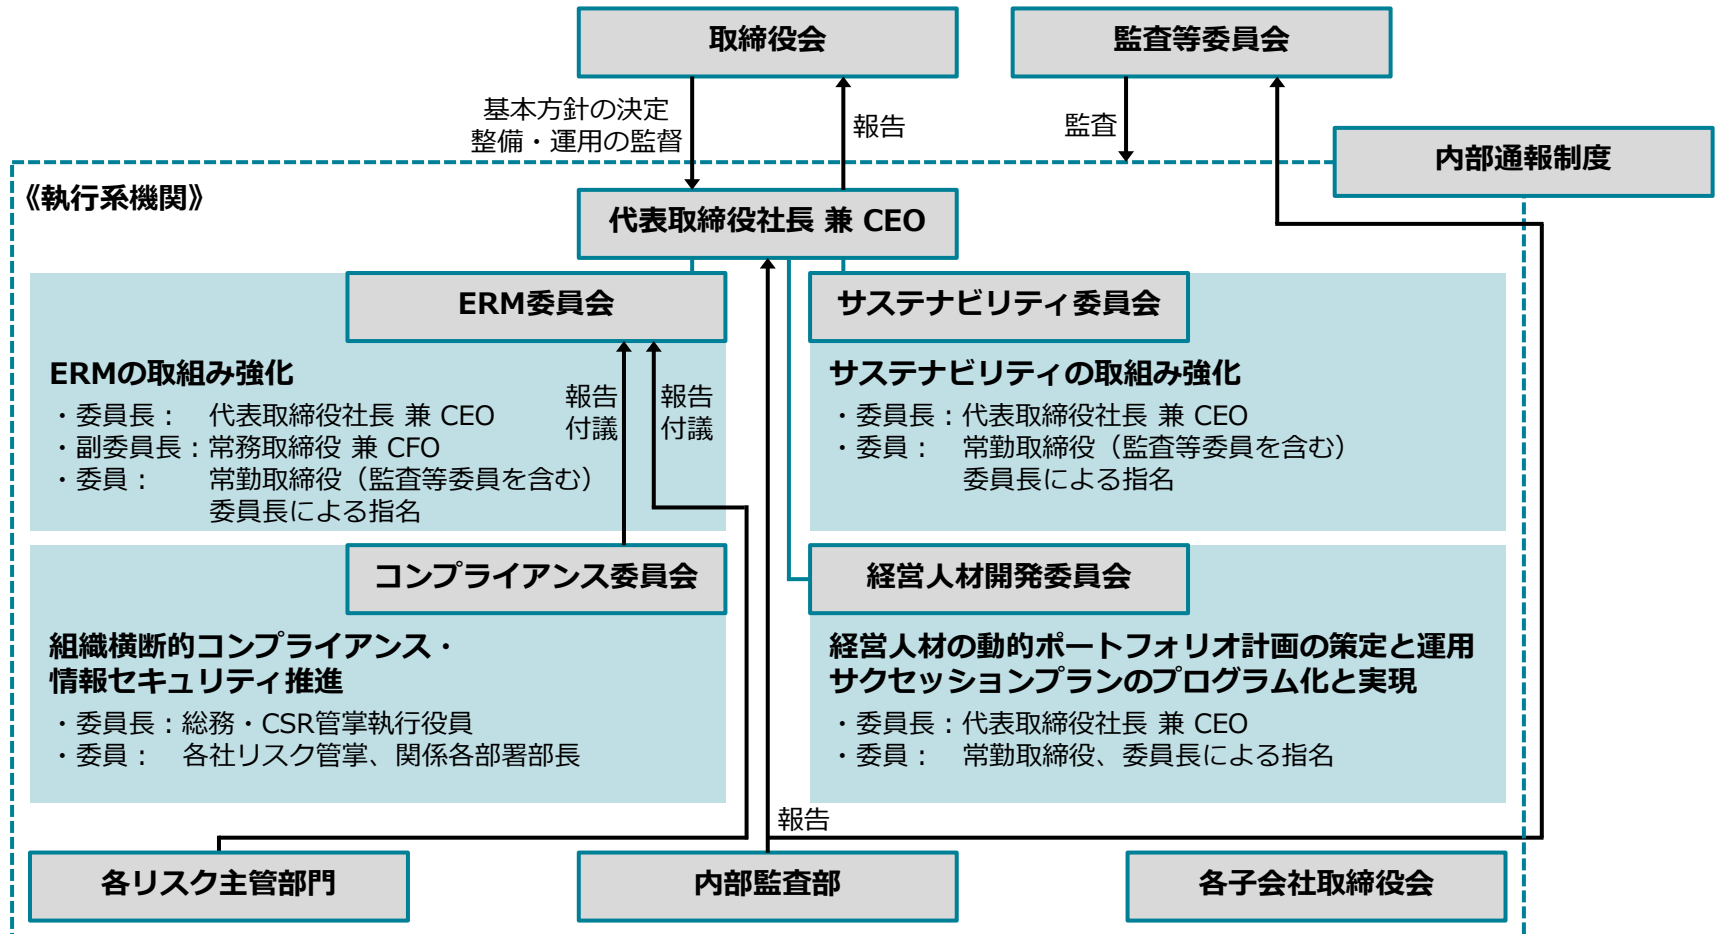 取締役会
監査等委員会
基本方針の決定
整備・運用の監督
報告
監査
内部通報制度
《執行系機関》
代表取締役社長 兼 CEO
ERM委員会
ERMの取組み強化
・委員長： 代表取締役社長 兼 CEO
・副委員長：常務取締役 兼 CFO
・委員： 常勤取締役（監査等委員を含む）
委員長による指名
報告
付議
報告
付議
サステナビリティ委員会
サステナビリティの取組み強化
・委員長：代表取締役社長 兼 CEO
・委員： 常勤取締役（監査等委員を含む）
委員長による指名
コンプライアンス委員会
組織横断的コンプライアンス・
情報セキュリティ推進
・委員長：総務・CSR管掌執行役員
・委員： 各社リスク管掌、関係各部署部長
経営人材開発委員会
経営人材の動的ポートフォリオ計画の策定と運用
サクセッションプランのプログラム化と実現
・委員長：代表取締役社長 兼 CEO
・委員： 常勤取締役、委員長による指名
報告
各リスク主管部門
内部監査部
各子会社取締役会